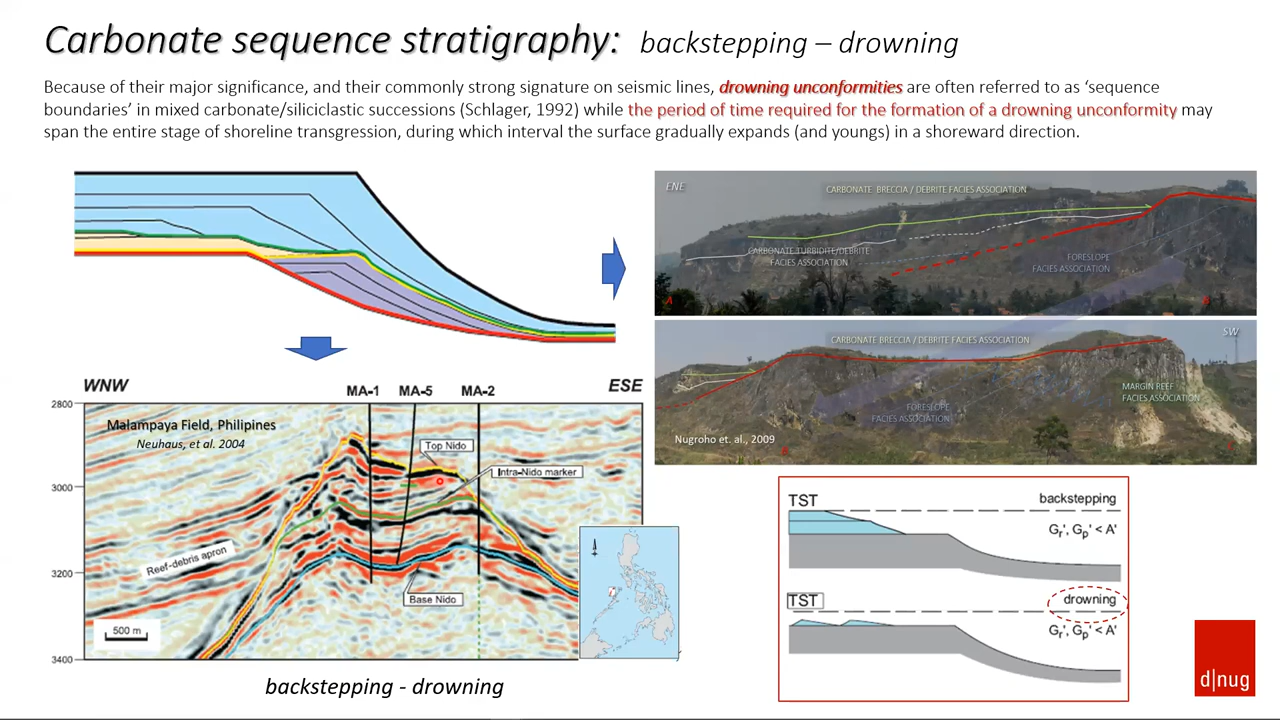 Carbonate sequence stratigraphy: backstepping – drowning
Because of their major significance, and their commonly strong signature on seismic lines, drowning unconformities are often referred to as ‘sequence
boundaries’ in mixed carbonate/siliciclastic successions (Schlager, 1992) while the period of time required for the formation of a drowning unconformity may
span the entire stage of shoreline transgression, during which interval the surface gradually expands (and youngs) in a shoreward direction.
ENE
CARBONATE BRECCIA / DEBRITE FACIES ASSOCIATION
CARBONATE TURBIDITE/DEBRITE
FACIES ASSOCIATION
FORESLOPE
FACIES ASSOCIATION
A
B
SW
CARBONATE BRECCIA / DEBRITE FACIES ASSOCIATION
MARGIN REEF
FACIES ASSOCIATION
FORESLOPE
FACIES ASSOCIATION
Nugroho et. al., 2009
B
WNW
MA-1
MA-5
MA-2
ESE
2800
3000
3200
3400
Malampaya Field, Philipines
Neuhaus, et al. 2004
Top Nido
Intra-Nido marker
Reef-debris apron
Base Nido
500 m
backstepping - drowning
TST
backstepping
Gr', Gp' < A'
TST
drowning
Gr', Gp' < A'
d|nug